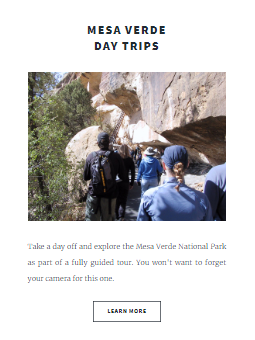 MESA VERDE
DAY TRIPS
Take a day off and explore the Mesa Verde National Park
as part of a fully guided tour. You won't want to forget
your camera for this one.
LEARN MORE